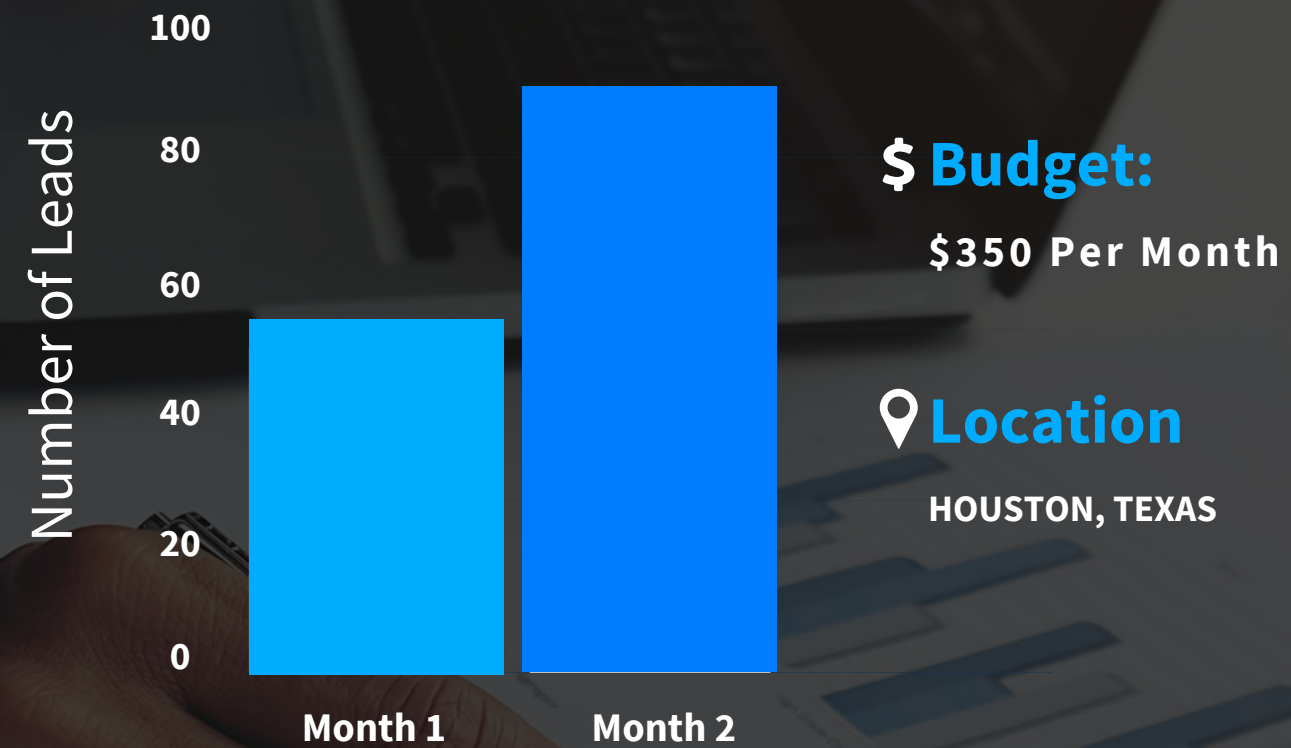 Number of Leads
100
80
60
40
20
0
Month 1
Month 2
$ Budget:
$350 Per Month
Location
HOUSTON, TEXAS